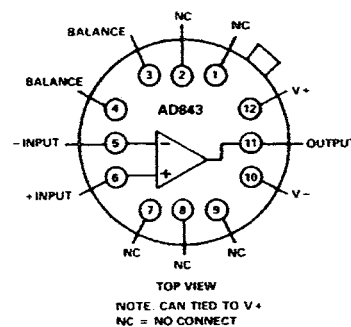 NC
BALANCE
NC
3
2
1
BALANCE
V+
4
AD843
12
-INPUT
5
-
11
OUTPUT
+INPUT
6
+
10
V-
7
8
9
NC
NC
NC
TOP VIEW
NOTE. CAN TIED TO V+
NC = NO CONNECT